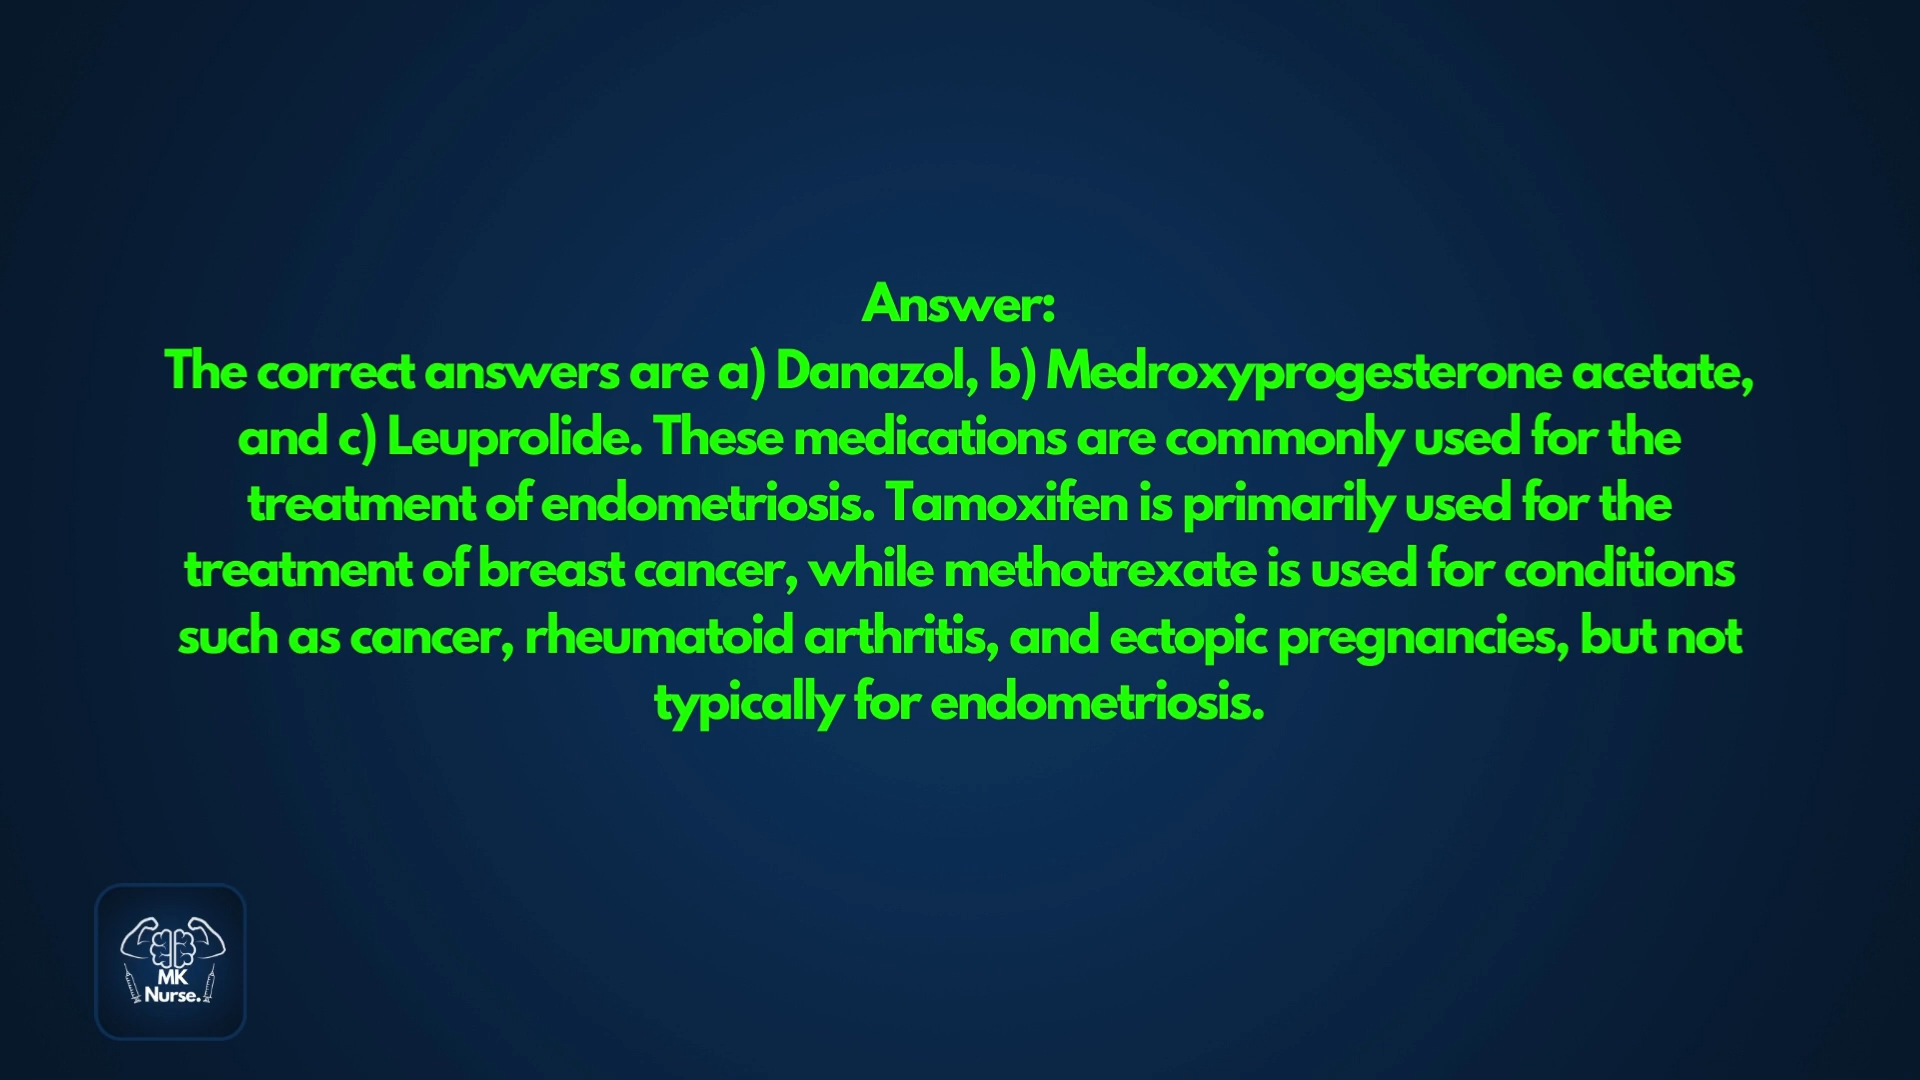 Answer:
The correct answers are a) Danazol, b) Medroxyprogesterone acetate,
and c) Leuprolide. These medications are commonly used for the
treatment of endometriosis. Tamoxifen is primarily used for the
treatment of breast cancer, while methotrexate is used for conditions
such as cancer, rheumatoid arthritis, and ectopic pregnancies, but not
typically for endometriosis.
MK
Nurse.